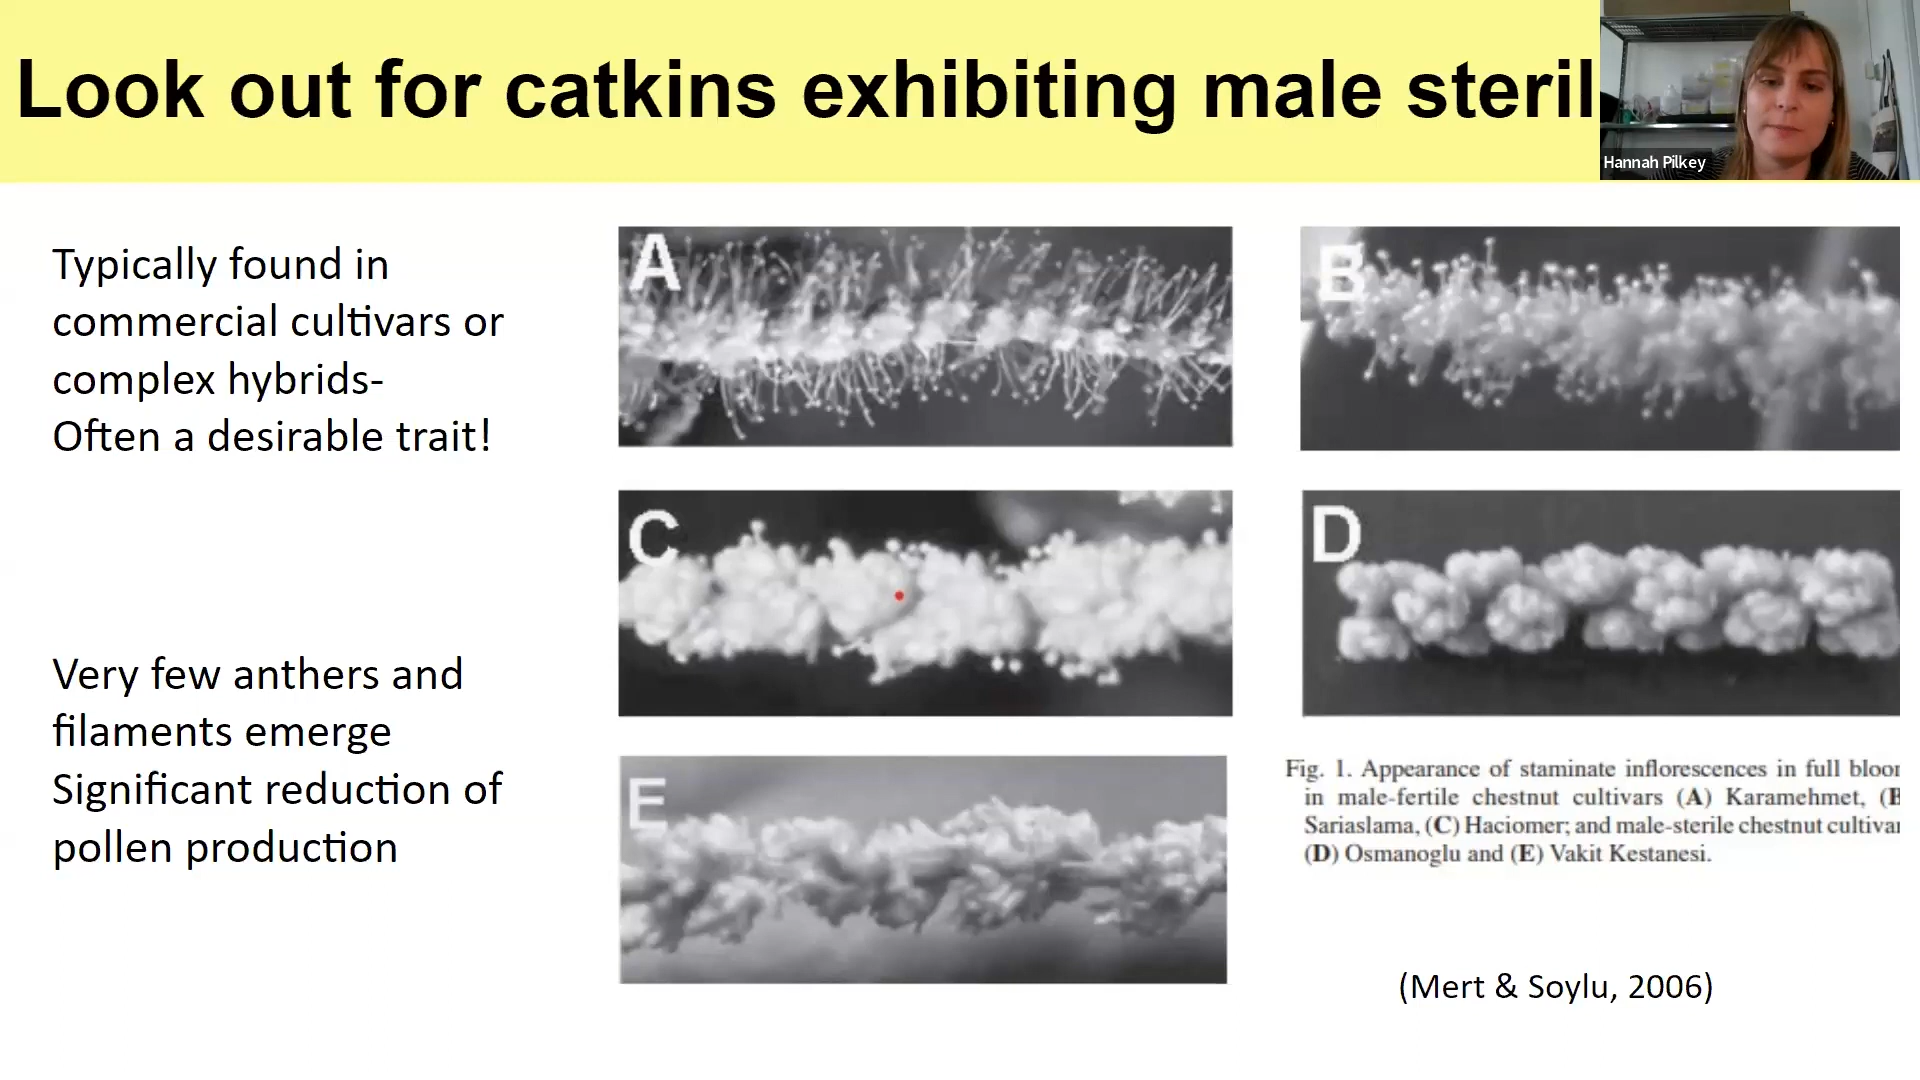 Look out for catkins exhibiting male steril
Hannah Pilkey
Typically found in
commercial cultivars or
complex hybrids-
Often a desirable trait!
Very few anthers and
filaments emerge
Significant reduction of
pollen production
A
B
C
D
E
Fig. 1. Appearance of staminate inflorescences in full bloom
in male-fertile chestnut cultivars (A) Karamehmet, (B
Sariaslama, (C) Haciomer; and male-sterile chestnut cultivar
(D) Osmanoglu and (E) Vakit Kestanesi.
(Mert & Soylu, 2006)